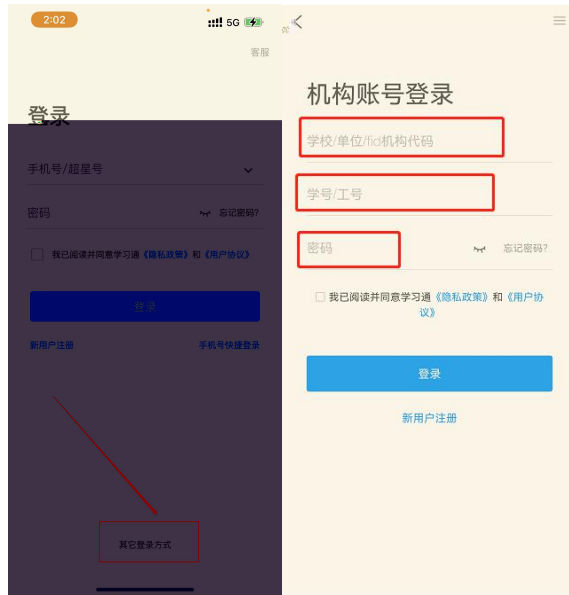 2:02
5G
客服
登录
手机号/超星号
密码
忘记密码?
我已阅读并同意学习通《隐私政策》和《用户协议》
登录
新用户注册
手机号快捷登录
其它登录方式
机构账号登录
学校/单位/fid机构代码
学号/工号
密码
忘记密码?
我已阅读并同意学习通《隐私政策》和《用户协
议》
登录
新用户注册